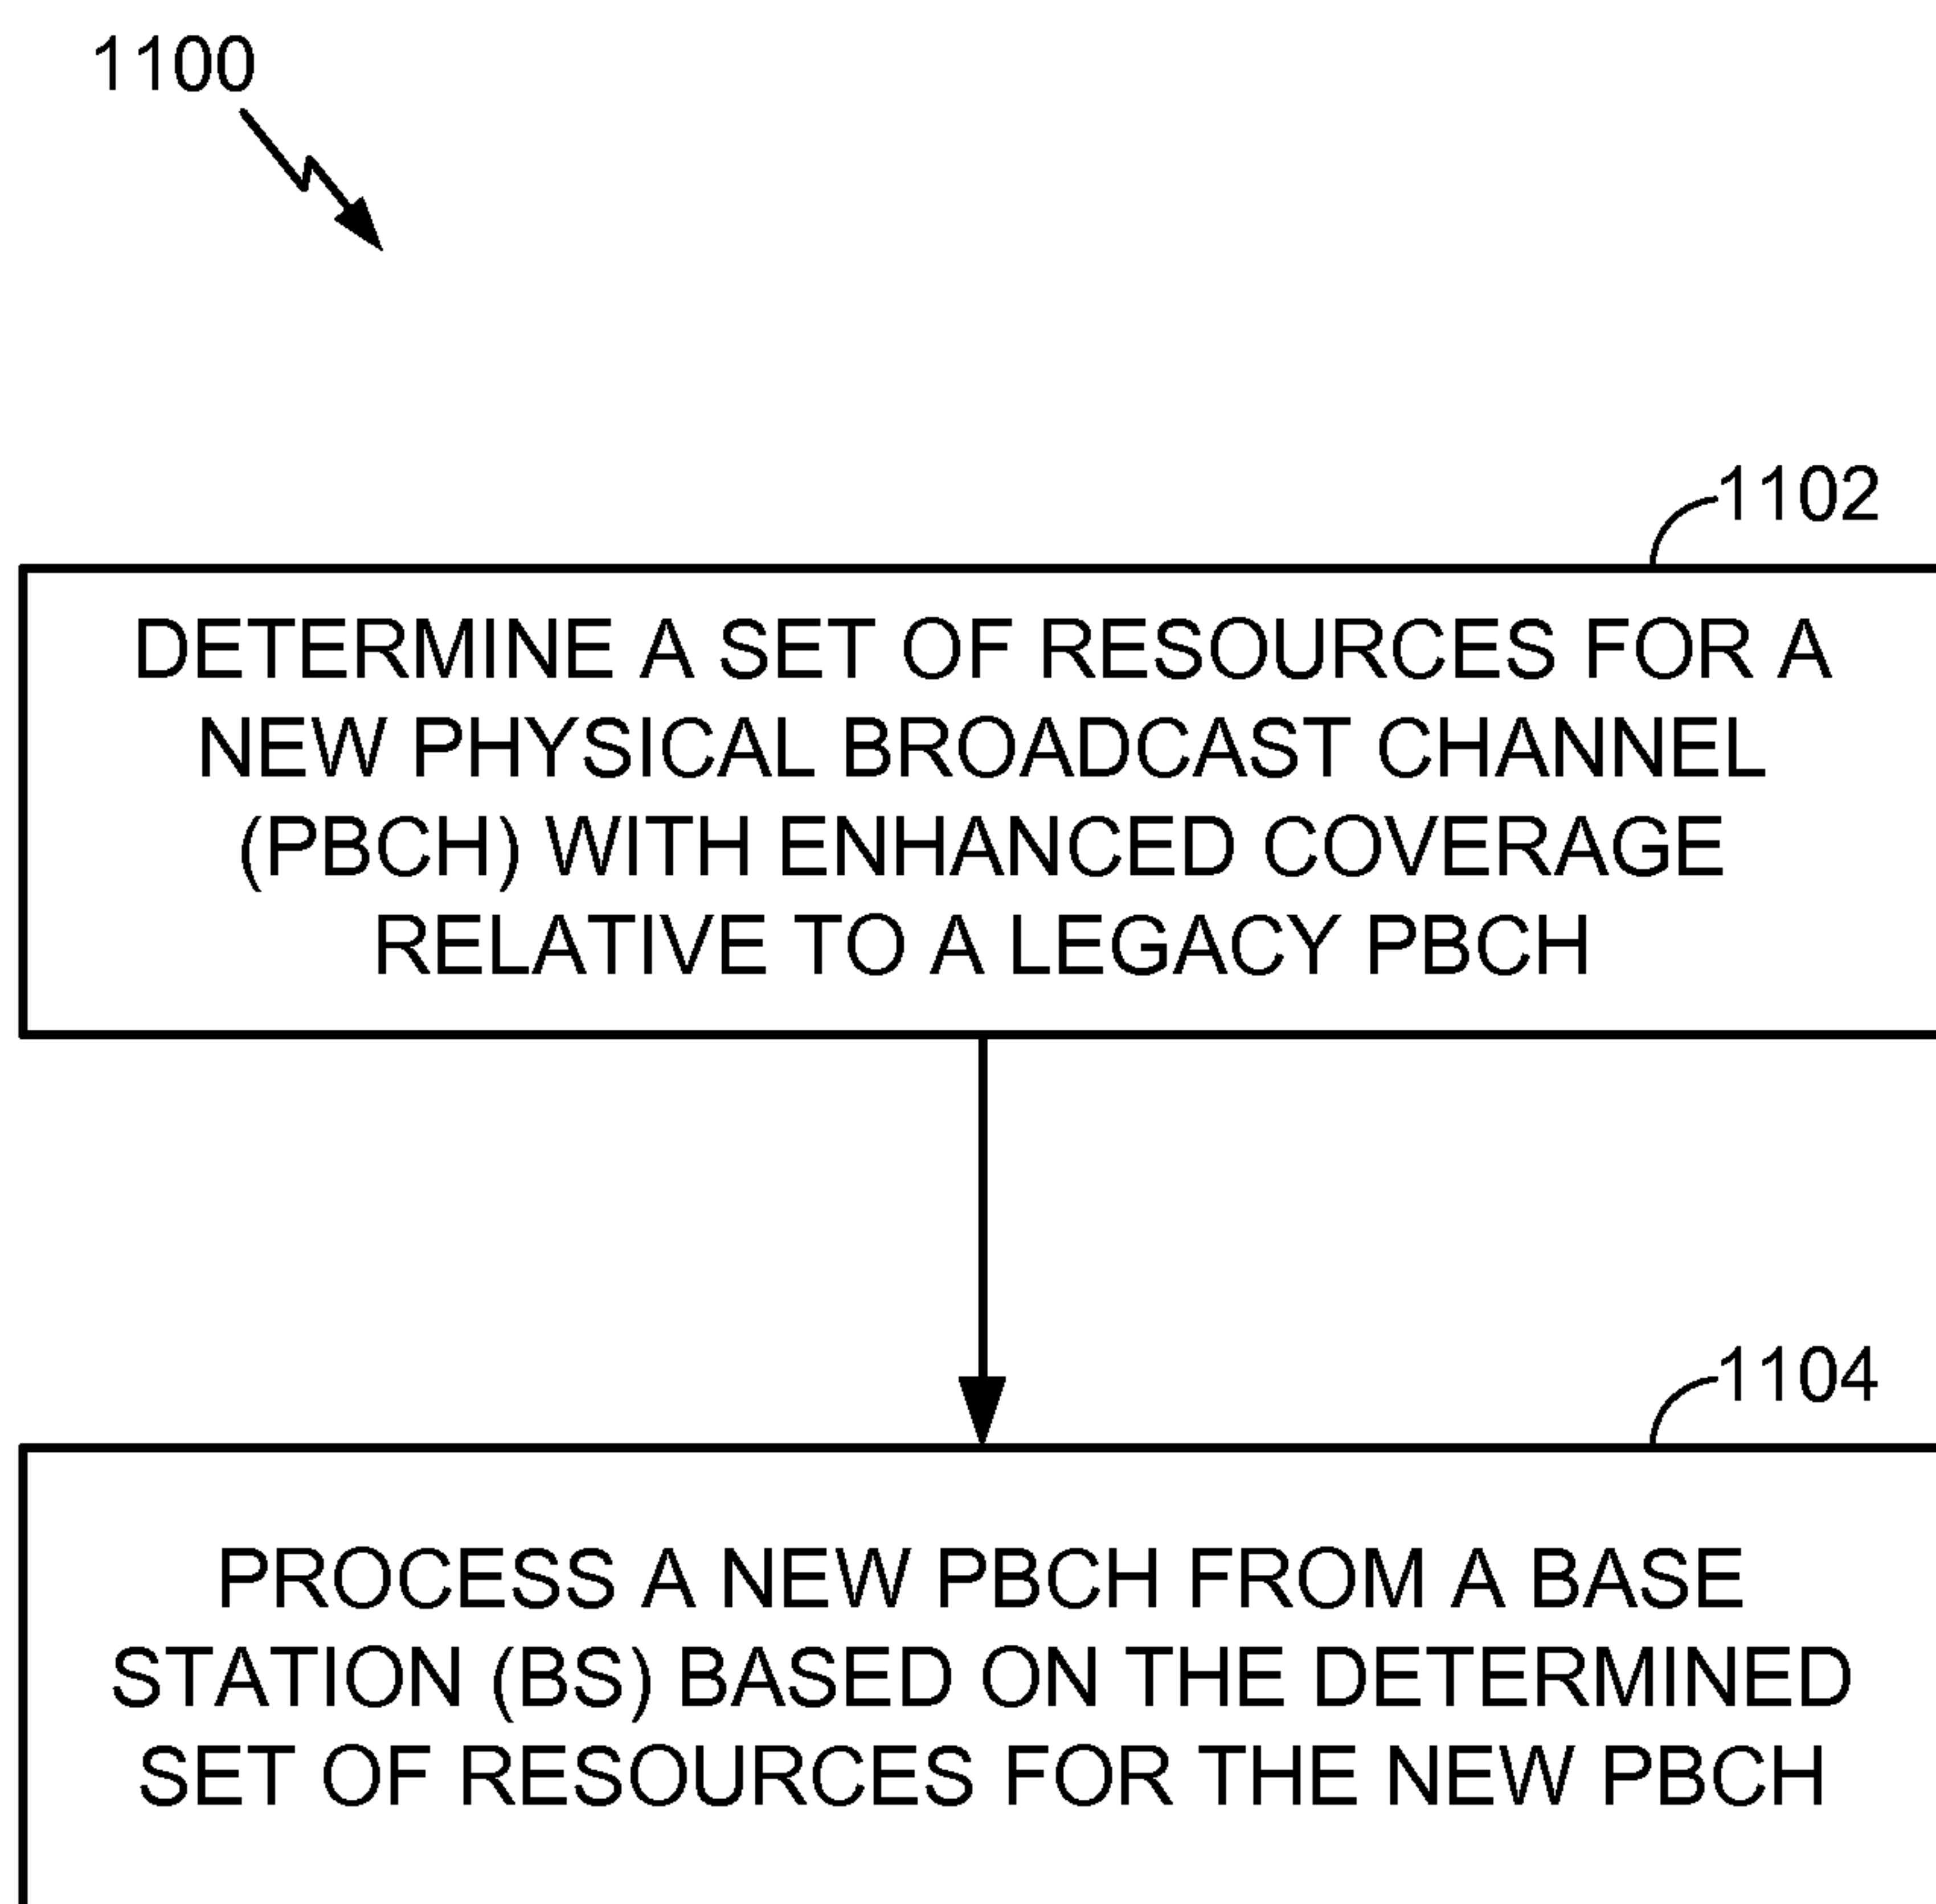 1100
1102
DETERMINE A SET OF RESOURCES FOR A
NEW PHYSICAL BROADCAST CHANNEL
(PBCH) WITH ENHANCED COVERAGE
RELATIVE TO A LEGACY PBCH
1104
PROCESS A NEW PBCH FROM A BASE
STATION (BS) BASED ON THE DETERMINED
SET OF RESOURCES FOR THE NEW PBCH